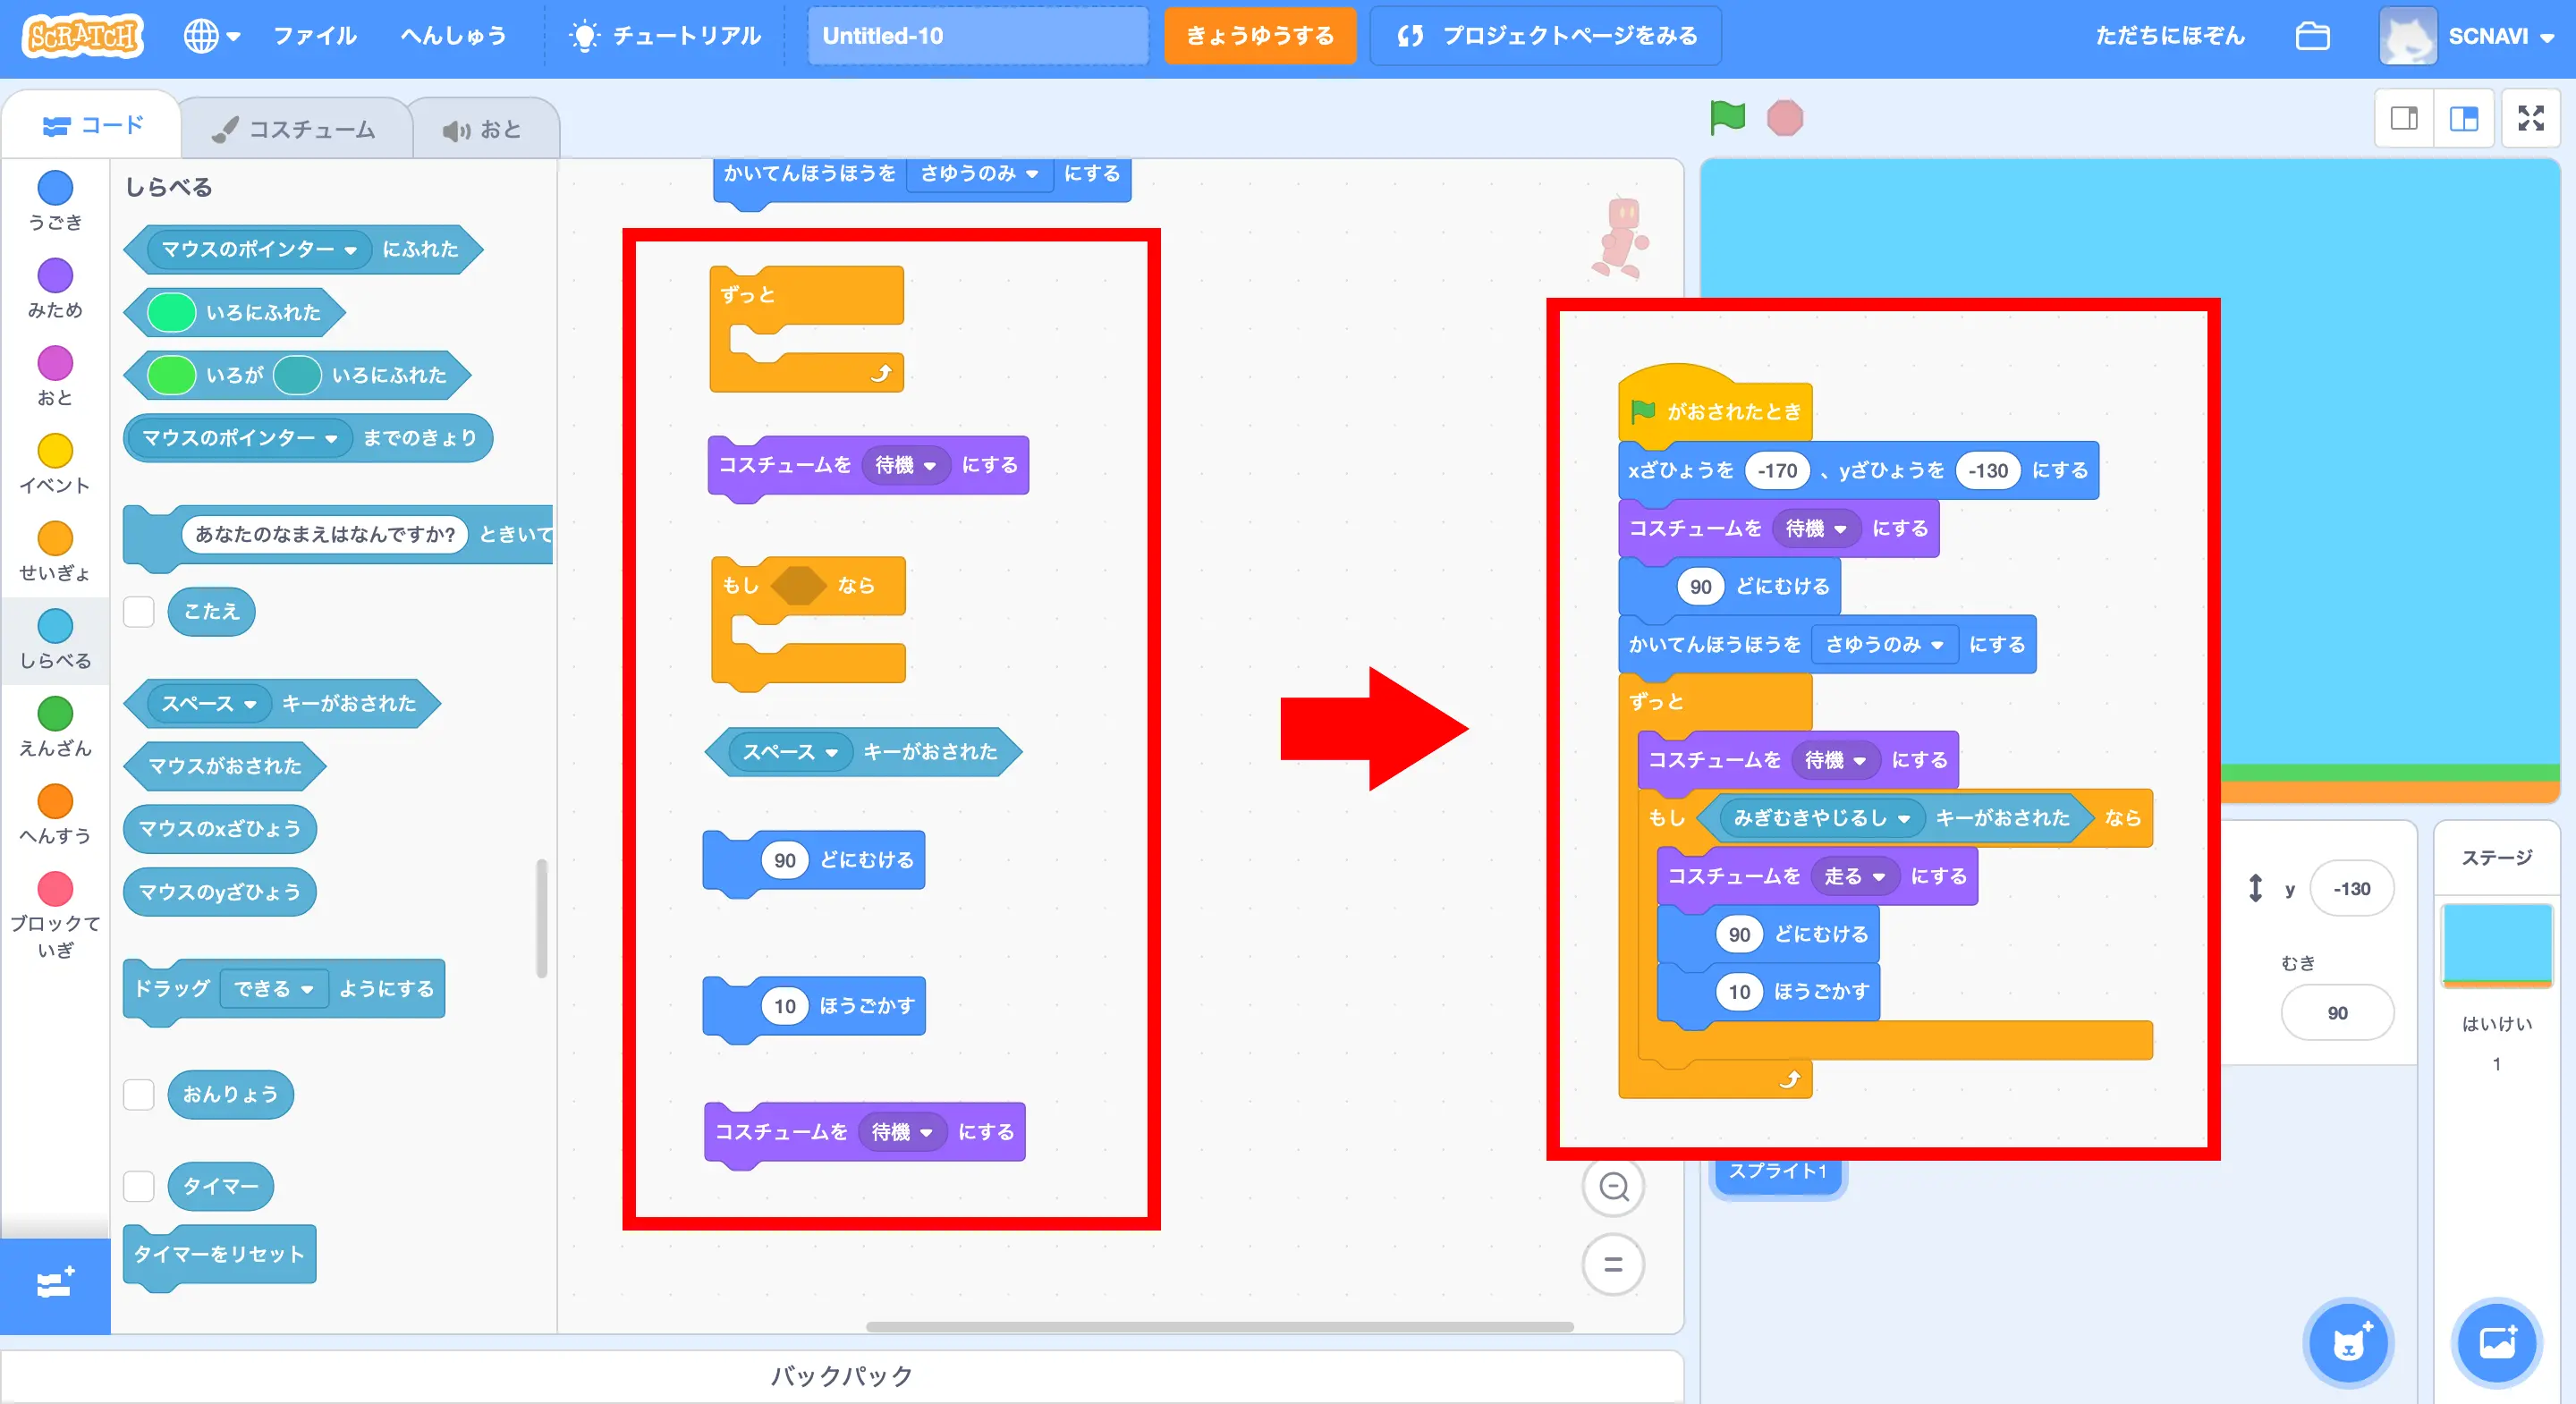 SCRATCH
ファイル
へんしゅう
チュートリアル
Untitled-10
きょうゆうする
プロジェクトページをみる
ただちにほぞん
SCNAVI
コード
コスチューム
おと
うごき
みため
おと
イベント
せいぎょ
しらべる
えんざん
へんすう
ブロックて
いぎ
しらべる
マウスのポインター にふれた
いろにふれた
いろが いろにふれた
マウスのポインター までのきょり
あなたのなまえはなんですか? ときいて
こたえ
スペース キーがおされた
マウスがおされた
マウスのxざひょう
マウスのyざひょう
ドラッグ できる ようにする
おんりょう
タイマー
タイマーをリセット
かいてんほうほうを さゆうのみ にする
ずっと
コスチュームを 待機 にする
もし なら
スペース キーがおされた
90 どにむける
10 ほうごかす
コスチュームを 待機 にする
がおされたとき
xざひょうを -170 、yざひょうを -130 にする
コスチュームを 待機 にする
90 どにむける
かいてんほうほうを さゆうのみ にする
ずっと
コスチュームを 待機 にする
もし みぎむきやじるし キーがおされた なら
コスチュームを 走る にする
90 どにむける
10 ほうごかす
y -130
むき
90
スプライト1
ステージ
はいけい
1
バックパック